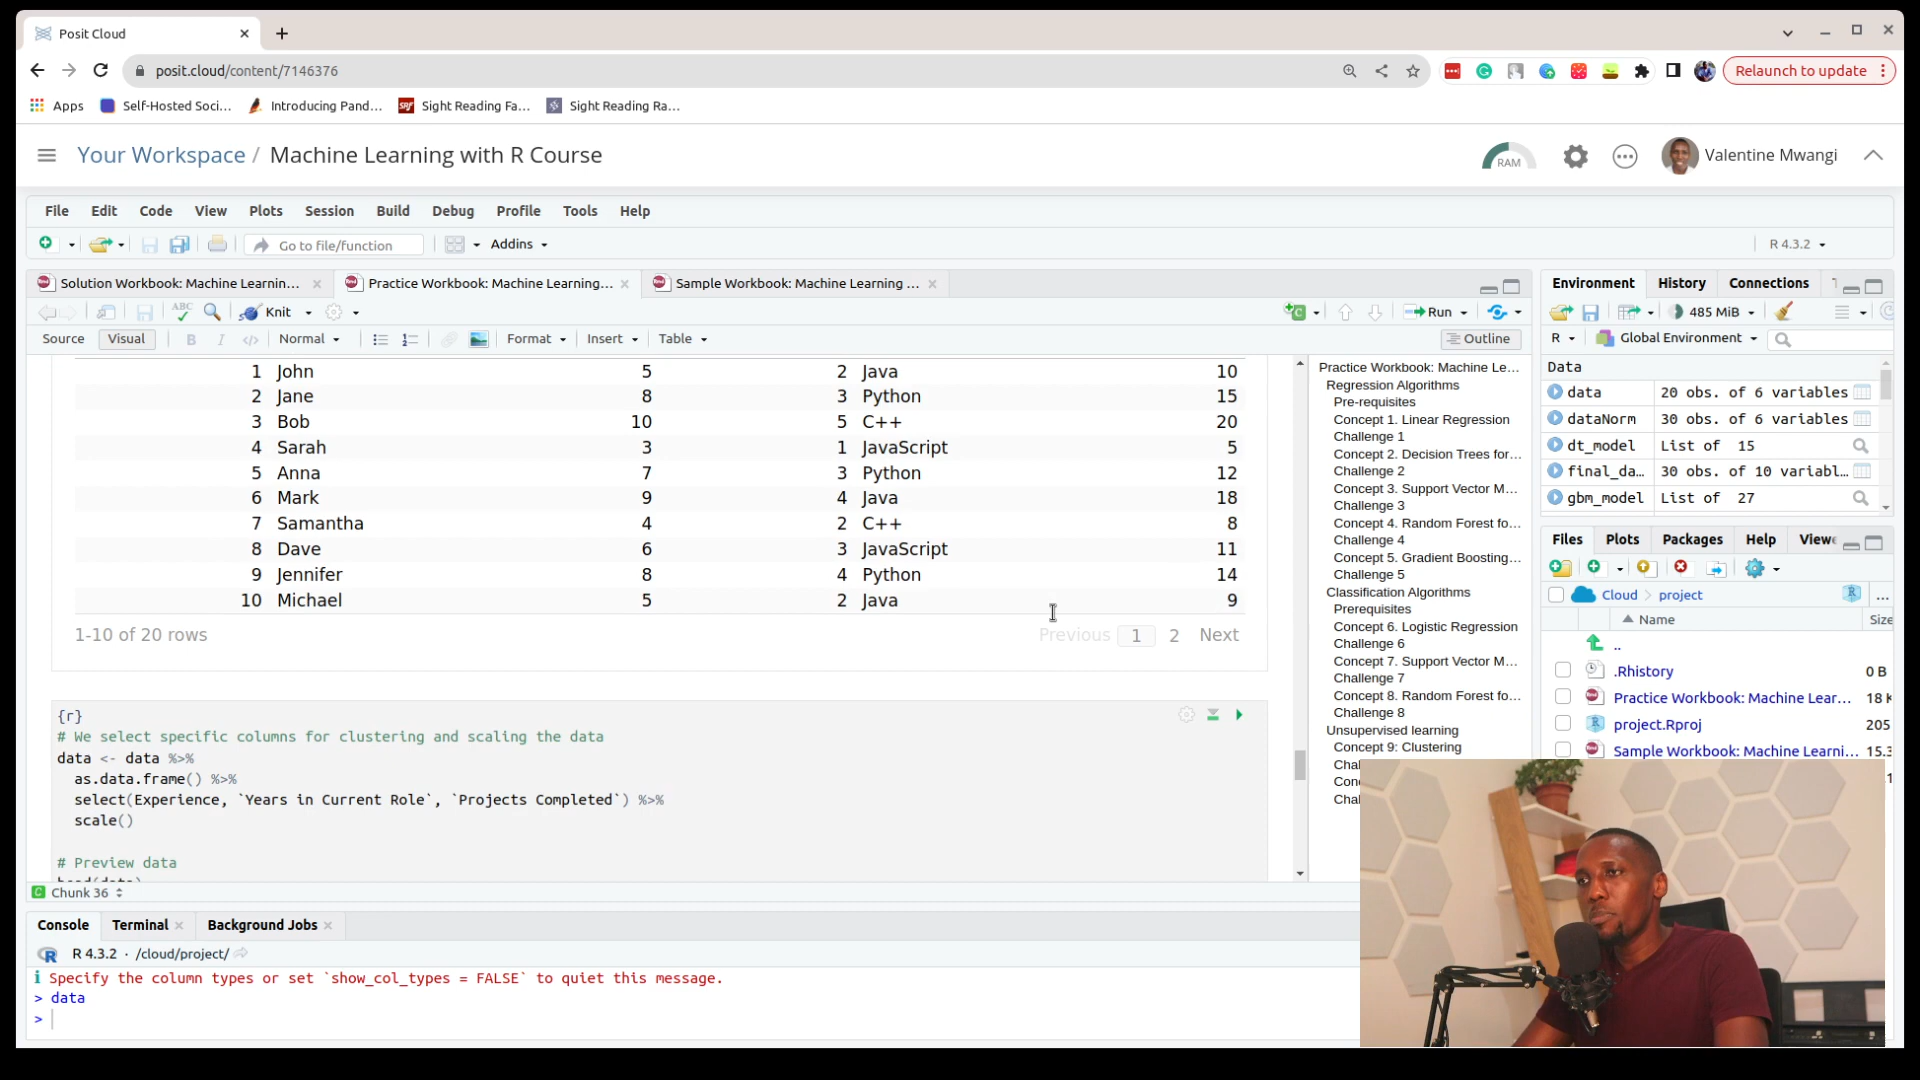 Posit Cloud
posit.cloud/content/7146376
Relaunch to update
Apps
Self-Hosted Soci...
Introducing Pand...
Sight Reading Fa...
Sight Reading Ra...
Your Workspace / Machine Learning with R Course
RAM
Valentine Mwangi
File Edit Code View Plots Session Build Debug Profile Tools Help
Go to file/function
Addins
R 4.3.2
Solution Workbook: Machine Learnin...
Practice Workbook: Machine Learning...
Sample Workbook: Machine Learning ...
ABC
Knit
Run
Source Visual B I </> Normal Format Insert Table Outline
1 John 5 2 Java 10
2 Jane 8 3 Python 15
3 Bob 10 5 C++ 20
4 Sarah 3 1 JavaScript 5
5 Anna 7 3 Python 12
6 Mark 9 4 Java 18
7 Samantha 4 2 C++ 8
8 Dave 6 3 JavaScript 11
9 Jennifer 8 4 Python 14
10 Michael 5 2 Java 9
1-10 of 20 rows
Previous 1 2 Next
{r}
# We select specific columns for clustering and scaling the data
data <- data %>%
as.data.frame() %>%
select(Experience, `Years in Current Role`, `Projects Completed`) %>%
scale()
# Preview data
head(data)
Chunk 36
Practice Workbook: Machine Le...
Regression Algorithms
Pre-requisites
Concept 1. Linear Regression
Challenge 1
Concept 2. Decision Trees for...
Challenge 2
Concept 3. Support Vector M...
Challenge 3
Concept 4. Random Forest fo...
Challenge 4
Concept 5. Gradient Boosting...
Challenge 5
Classification Algorithms
Prerequisites
Concept 6. Logistic Regression
Challenge 6
Concept 7. Support Vector M...
Challenge 7
Concept 8. Random Forest fo...
Challenge 8
Unsupervised learning
Concept 9: Clustering
Cha
Conc
Chal
Console Terminal Background Jobs
R 4.3.2 · /cloud/project/
i Specify the column types or set `show_col_types = FALSE` to quiet this message.
> data
>
Environment History Connections
485 MiB
R Global Environment
Data
data 20 obs. of 6 variables
dataNorm 30 obs. of 6 variables
dt_model List of 15
final_da… 30 obs. of 10 variabl…
gbm_model List of 27
Files Plots Packages Help Viewe
Cloud project ...
Name Size
..
.Rhistory 0 B
Practice Workbook: Machine Lear... 18 K
project.Rproj 205
Sample Workbook: Machine Learni... 15.3